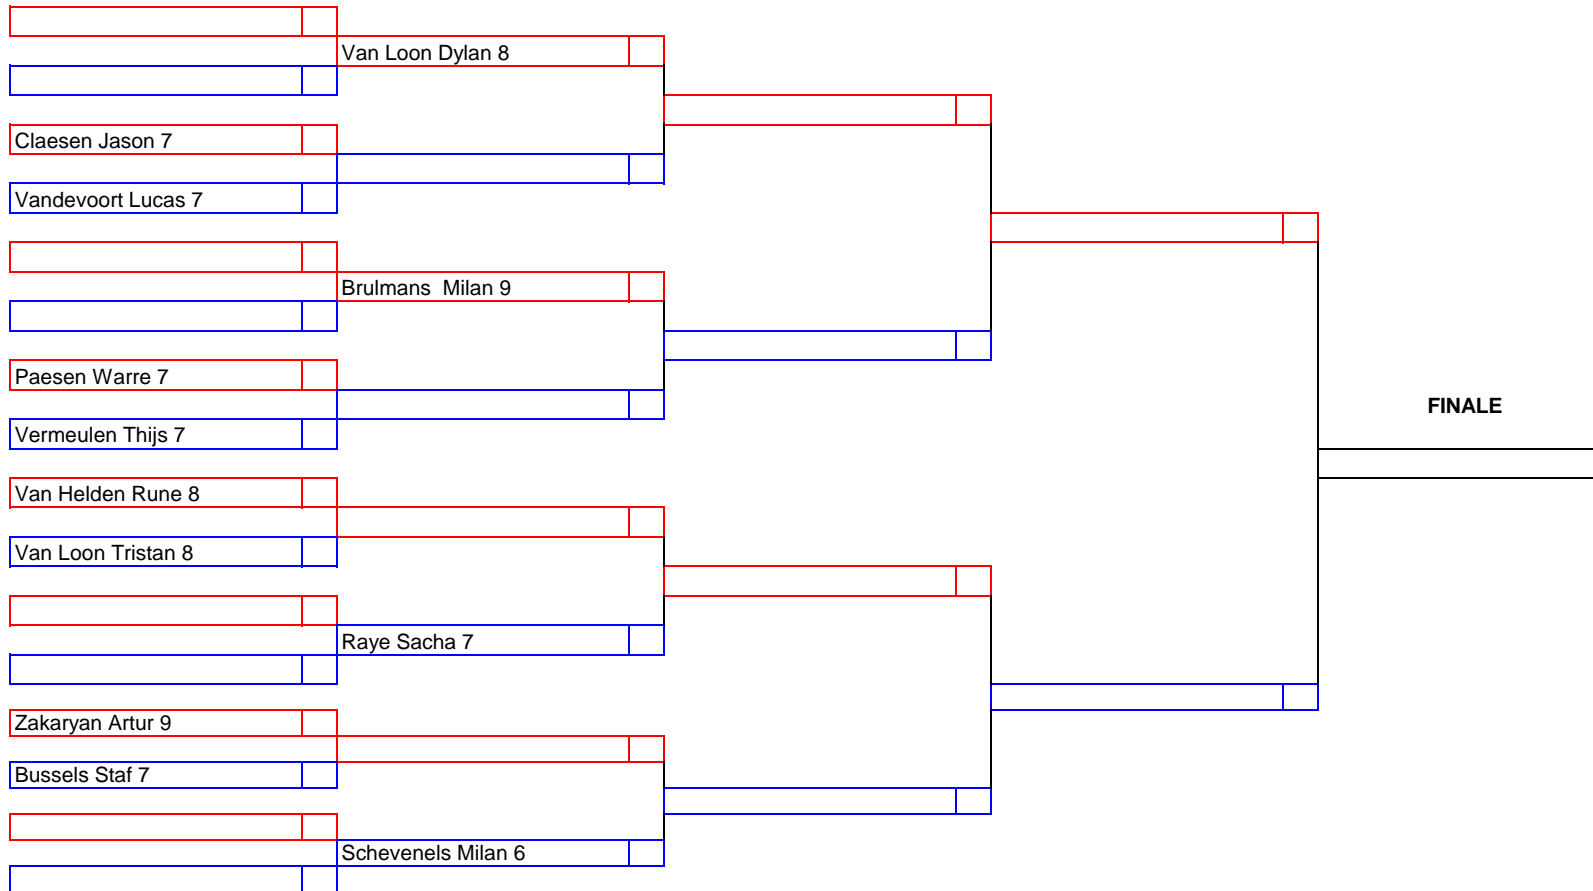 Van Loon Dylan 8
Claesen Jason 7
Vandevoort Lucas 7
Brulmans  Milan 9
Paesen Warre 7
Vermeulen Thijs 7
FINALE
Van Helden Rune 8
Van Loon Tristan 8
Raye Sacha 7
Zakaryan Artur 9
Bussels Staf 7
Schevenels Milan 6